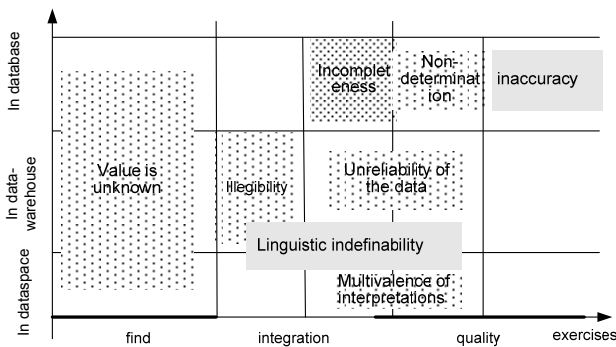 In database
Incomplet
eness
Non-
determinat
ion
inaccuracy
In data-
warehouse
Value is
unknown
Illegibility
Unreliability of
the data
Linguistic indefinability
In dataspace
Multivalence of
interpretations
find
integration
quality
exercises